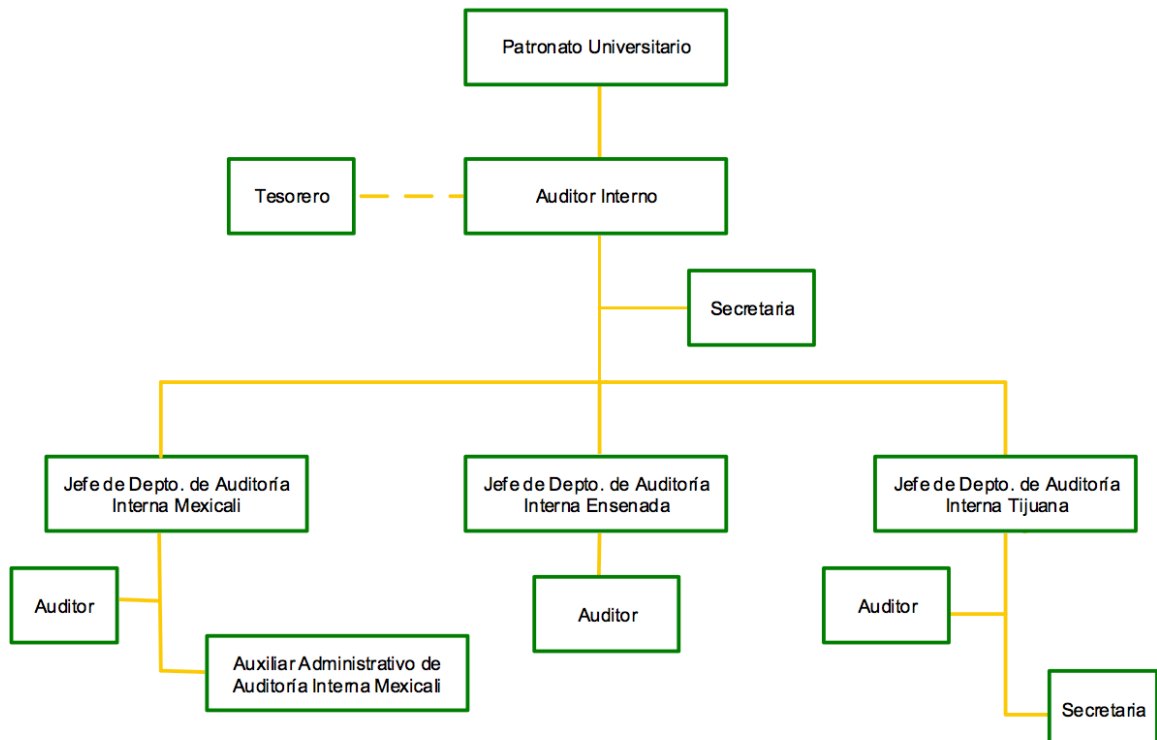 Patronato Universitario
Tesorero
Auditor Interno
Secretaria
Jefe de Depto. de Auditoría
Interna Mexicali
Jefe de Depto. de Auditoría
Interna Ensenada
Jefe de Depto. de Auditoría
Interna Tijuana
Auditor
Auditor
Auditor
Auxiliar Administrativo de
Auditoría Interna Mexicali
Secretaria